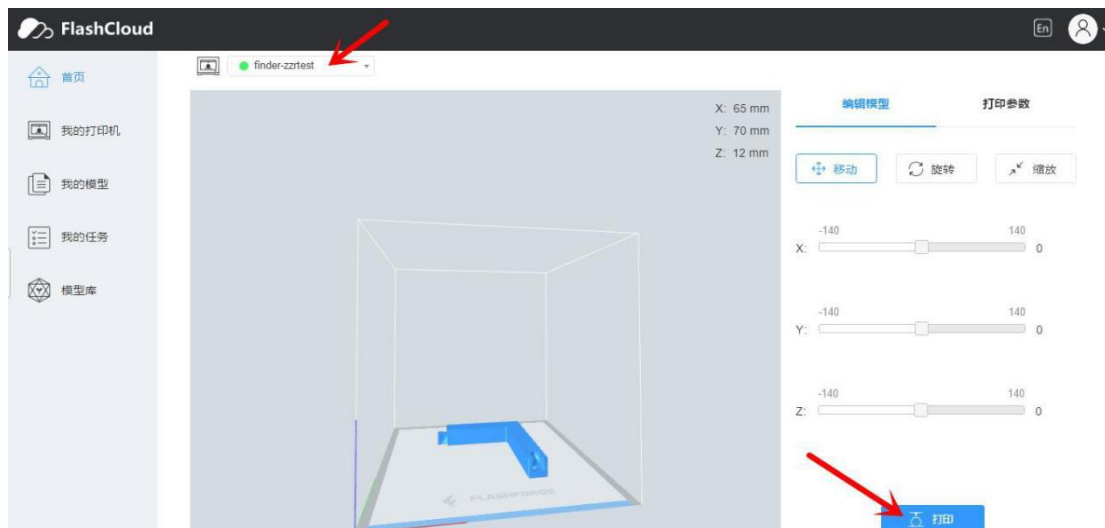 FlashCloud
En
首页
我的打印机
我的模型
我的任务
模型库
finder-zzrtest
X: 65 mm
Y: 70 mm
Z: 12 mm
FLASHFORGE
编辑模型
打印参数
移动
旋转
缩放
-140 140
X: 0
-140 140
Y: 0
-140 140
Z: 0
打印